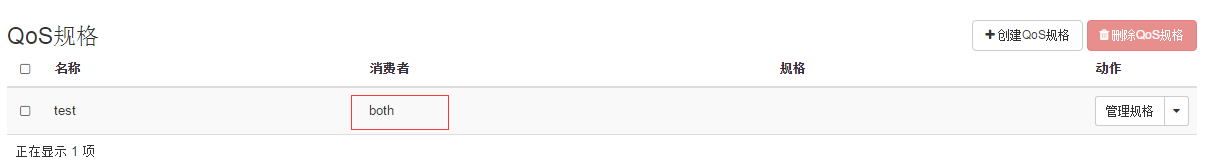 QoS规格
创建QoS规格 删除QoS规格
名称 消费者 规格 动作
test both 管理规格
正在显示 1 项